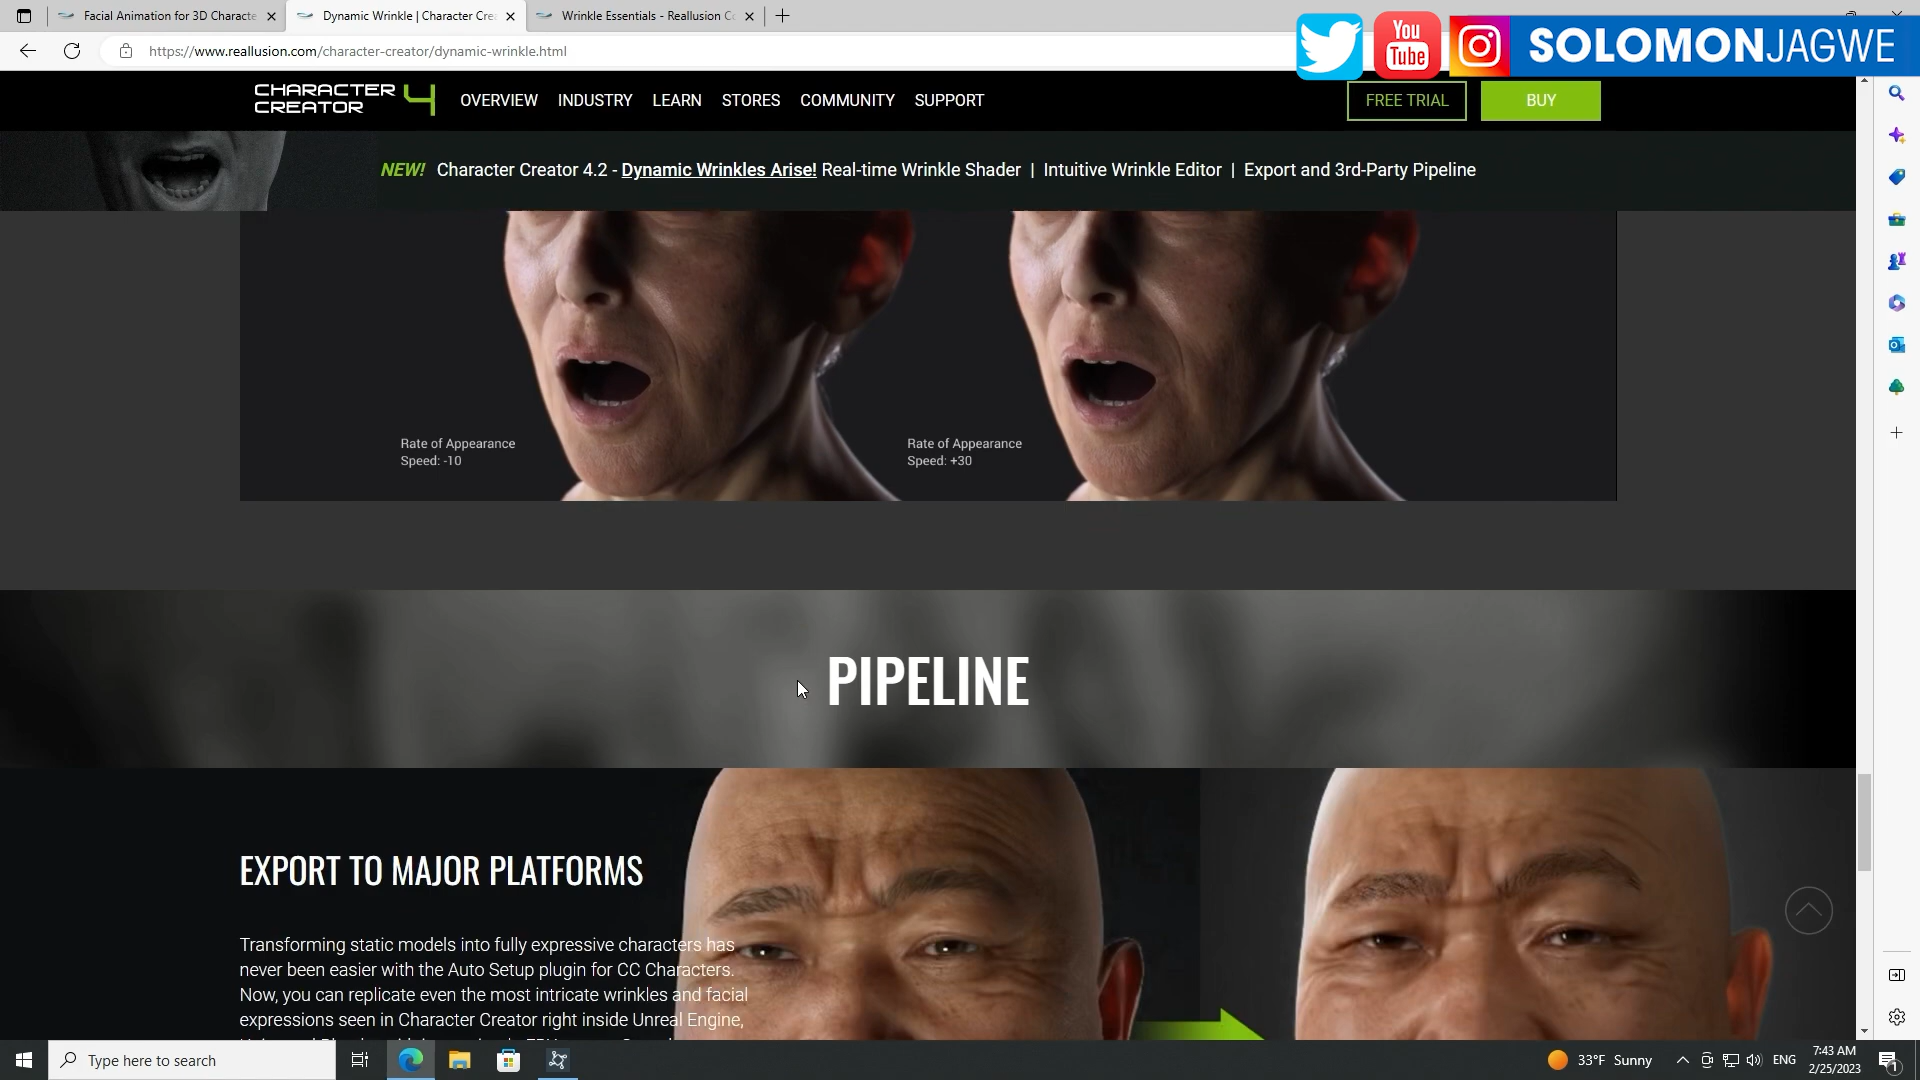 Facial Animation for 3D Characte
Dynamic Wrinkle | Character Crea
Wrinkle Essentials - Reallusion Co
https://www.reallusion.com/character-creator/dynamic-wrinkle.html
You
Tube
SOLOMONJAGWE
CHARACTER
CREATOR 4
OVERVIEW INDUSTRY LEARN STORES COMMUNITY SUPPORT
FREE TRIAL
BUY
NEW! Character Creator 4.2 - Dynamic Wrinkles Arise! Real-time Wrinkle Shader | Intuitive Wrinkle Editor | Export and 3rd-Party Pipeline
Rate of Appearance
Speed: -10
Rate of Appearance
Speed: +30
PIPELINE
EXPORT TO MAJOR PLATFORMS
Transforming static models into fully expressive characters has
never been easier with the Auto Setup plugin for CC Characters.
Now, you can replicate even the most intricate wrinkles and facial
expressions seen in Character Creator right inside Unreal Engine,
Type here to search
33°F Sunny
ENG
7:43 AM
2/25/2023
1